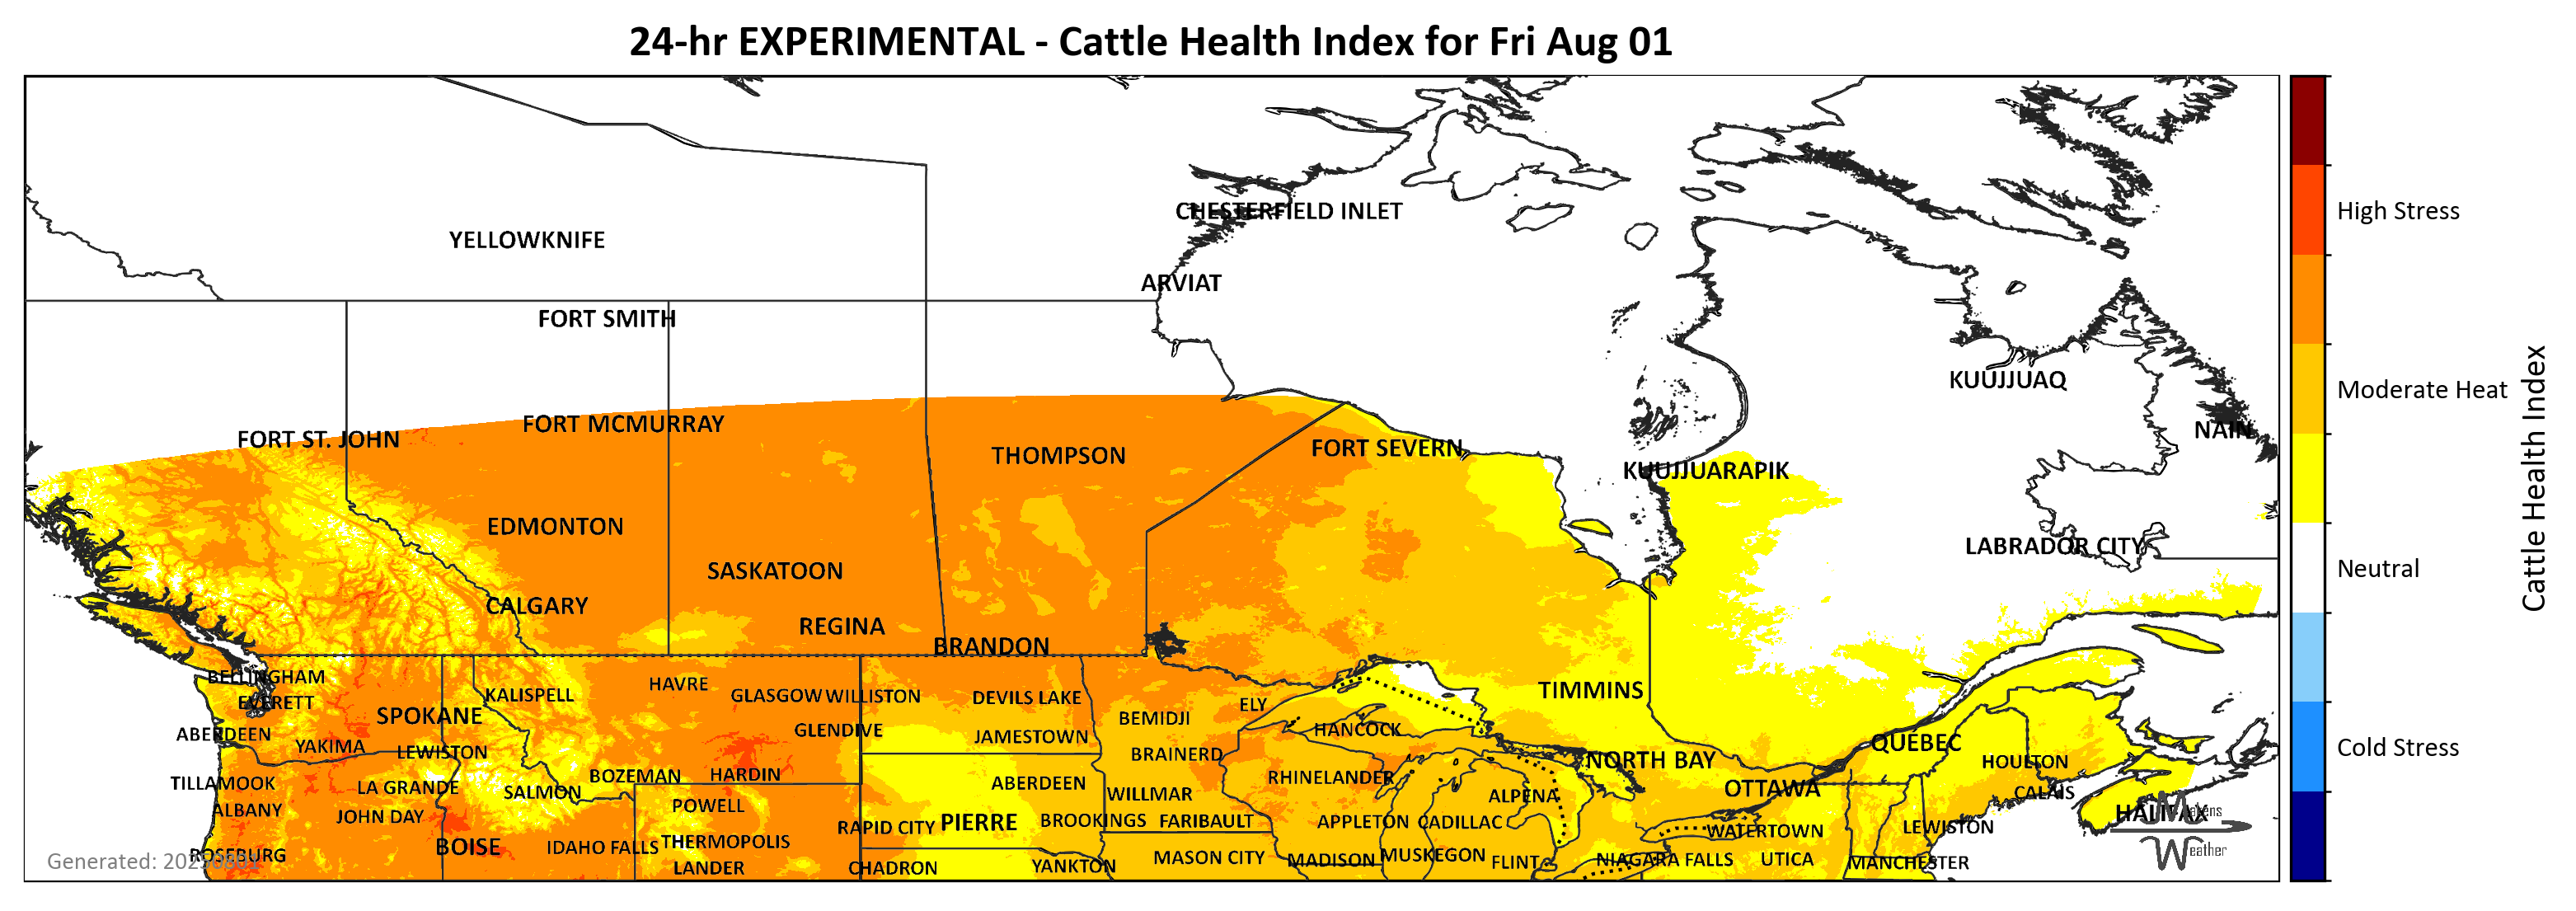 24-hr EXPERIMENTAL - Cattle Health Index for Fri Aug 01
CHESTERFIELD INLET
High Stress
YELLOWKNIFE
ARVIAT
FORT SMITH
KUUJJUAQ
Moderate Heat
FORT MCMURRAY
NAIN
FORT ST. JOHN
FORT SEVERN
THOMPSON
KUUJJUARAPIK
Cattle Health Index
EDMONTON
LABRADOR CITY
SASKATOON
Neutral
CALGARY
REGINA
BRANDON
BELLINGHAM
HAVRE
TIMMINS
KALISPELL
GLASGOW
WILLISTON
DEVILS LAKE
EVERETT
ELY
SPOKANE
BEMIDJI
GLENDIVE
HANCOCK
ABERDEEN
JAMESTOWN
QUEBEC
YAKIMA
LEWISTON
BRAINERD
Cold Stress
NORTH BAY
HOULTON
BOZEMAN
HARDIN
RHINELANDER
TILLAMOOK
LA GRANDE
ABERDEEN
OTTAWA
SALMON
WILLMAR
ALPENA
CALAIS
POWELL
ALBANY
JOHN DAY
HALIFAX
Makens
RAPID CITY
PIERRE
BROOKINGS
FARIBAULT
APPLETON
CADILLAC
WATERTOWN
LEWISTON
BOISE
IDAHO FALLS
THERMOPOLIS
Weather
ROSEBURG
MASON CITY
MADISON
MUSKEGON
FLINT
NIAGARA FALLS
UTICA
MANCHESTER
Generated:
LANDER
CHADRON
YANKTON